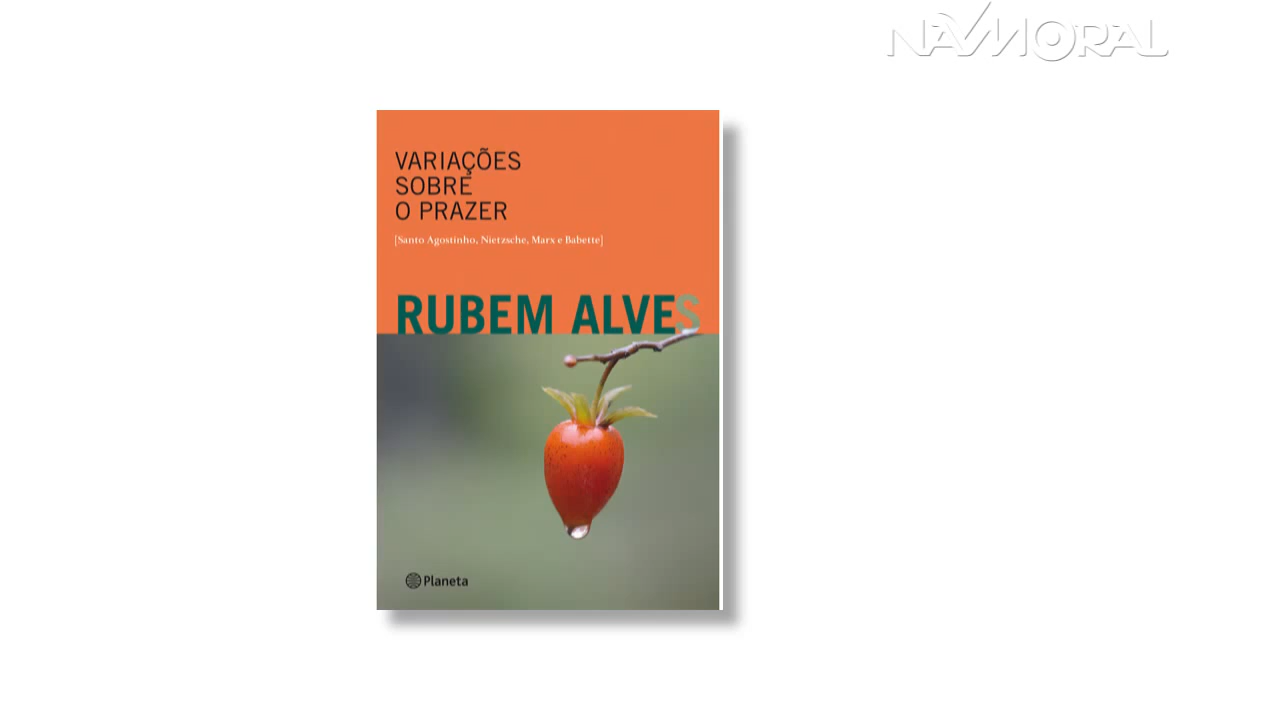 NAMORAL
VARIAÇÕES
SOBRE
O PRAZER
[Santo Agostinho, Nietzsche, Marx e Babette]
RUBEM ALVES
Planeta